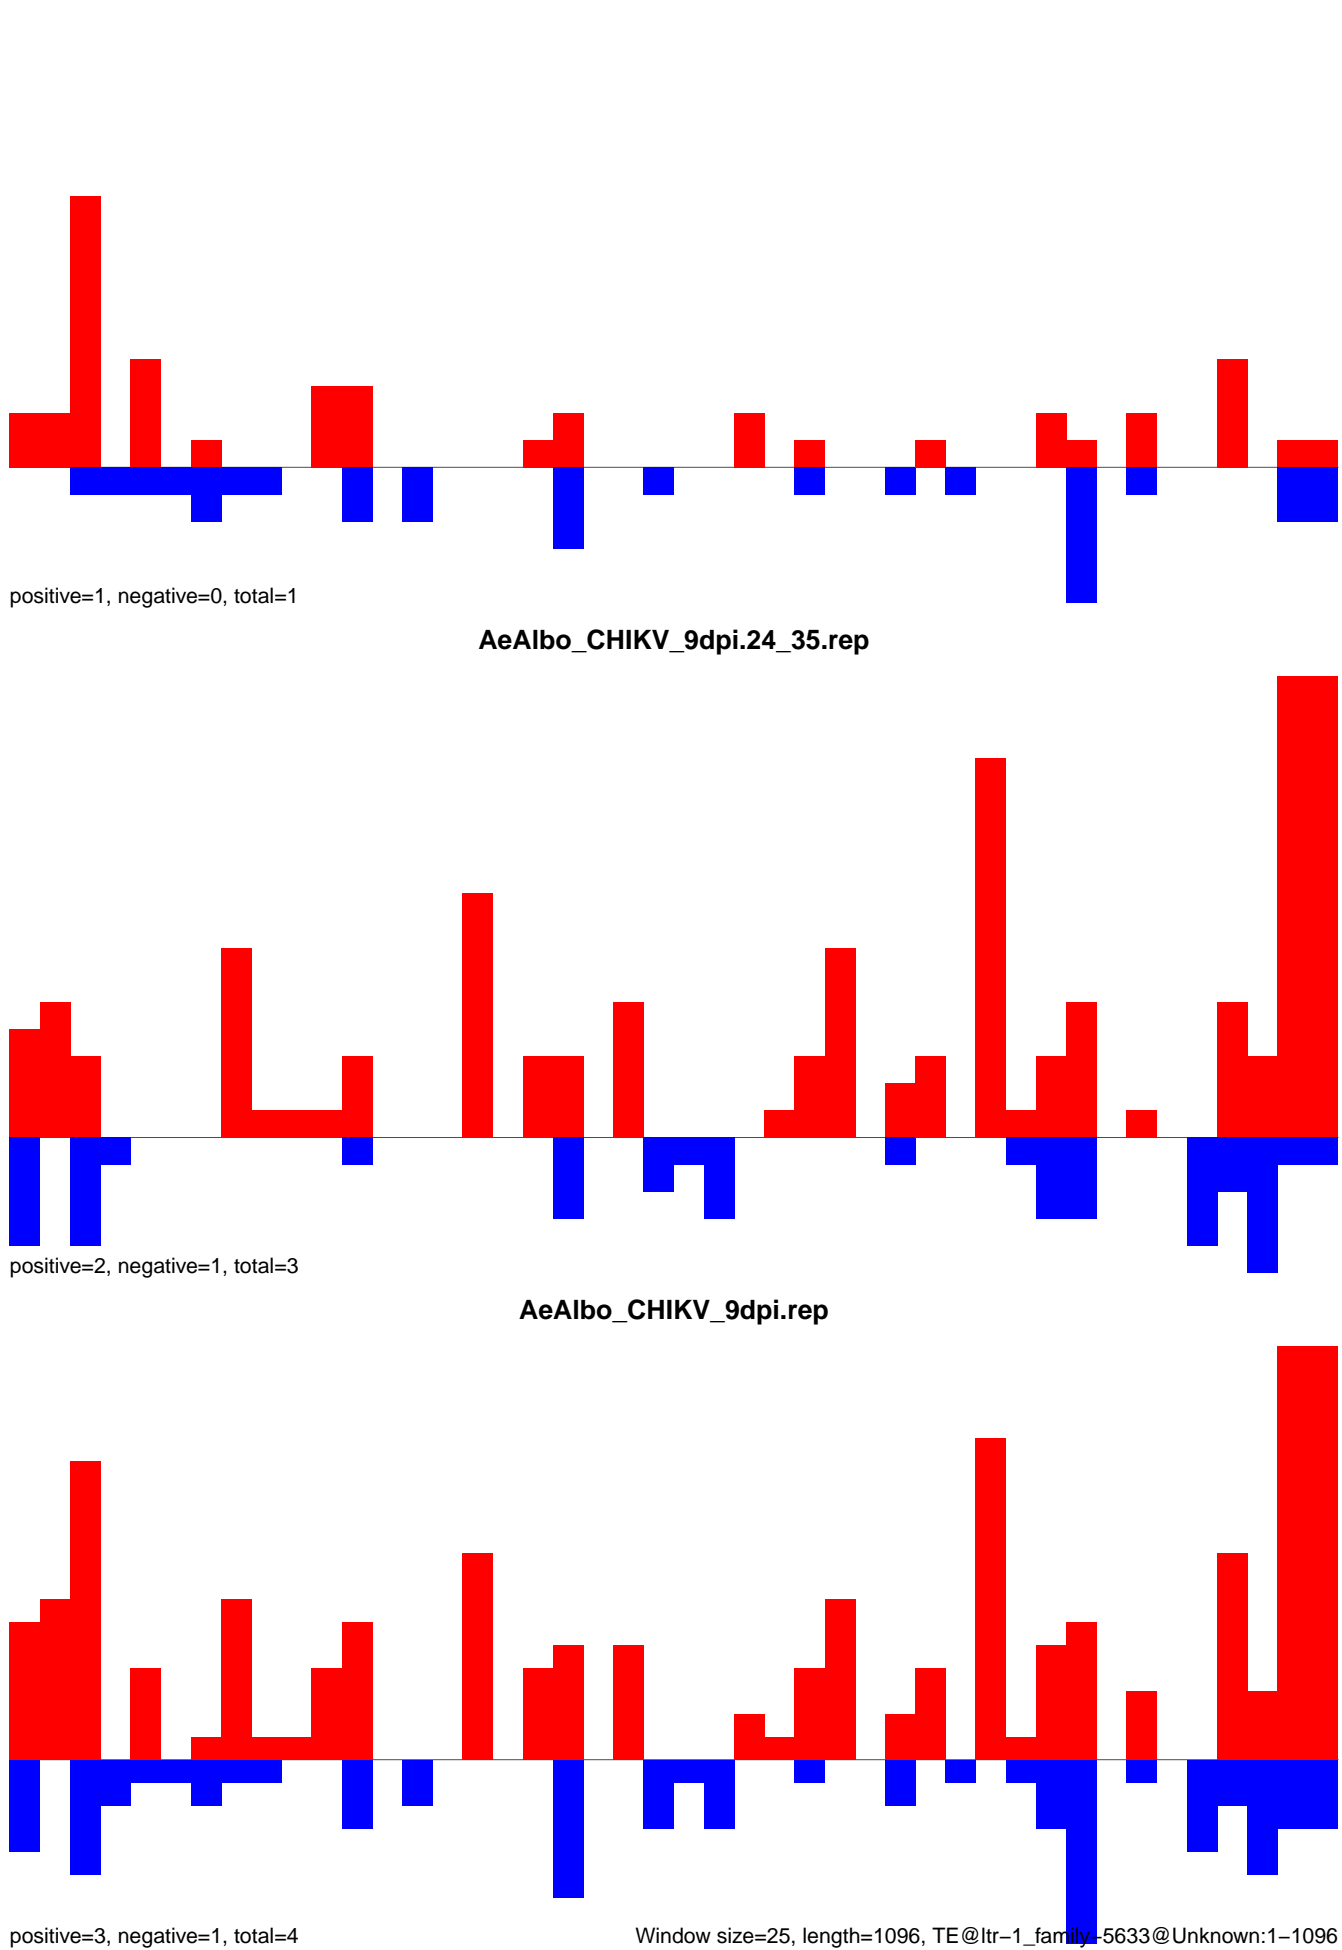 positive=1, negative=0, total=1
AeAlbo_CHIKV_9dpi.24_35.rep
positive=2, negative=1, total=3
AeAlbo_CHIKV_9dpi.rep
positive=3, negative=1, total=4
Window size=25, length=1096, TE@ltr−1_family−5633@Unknown:1−1096